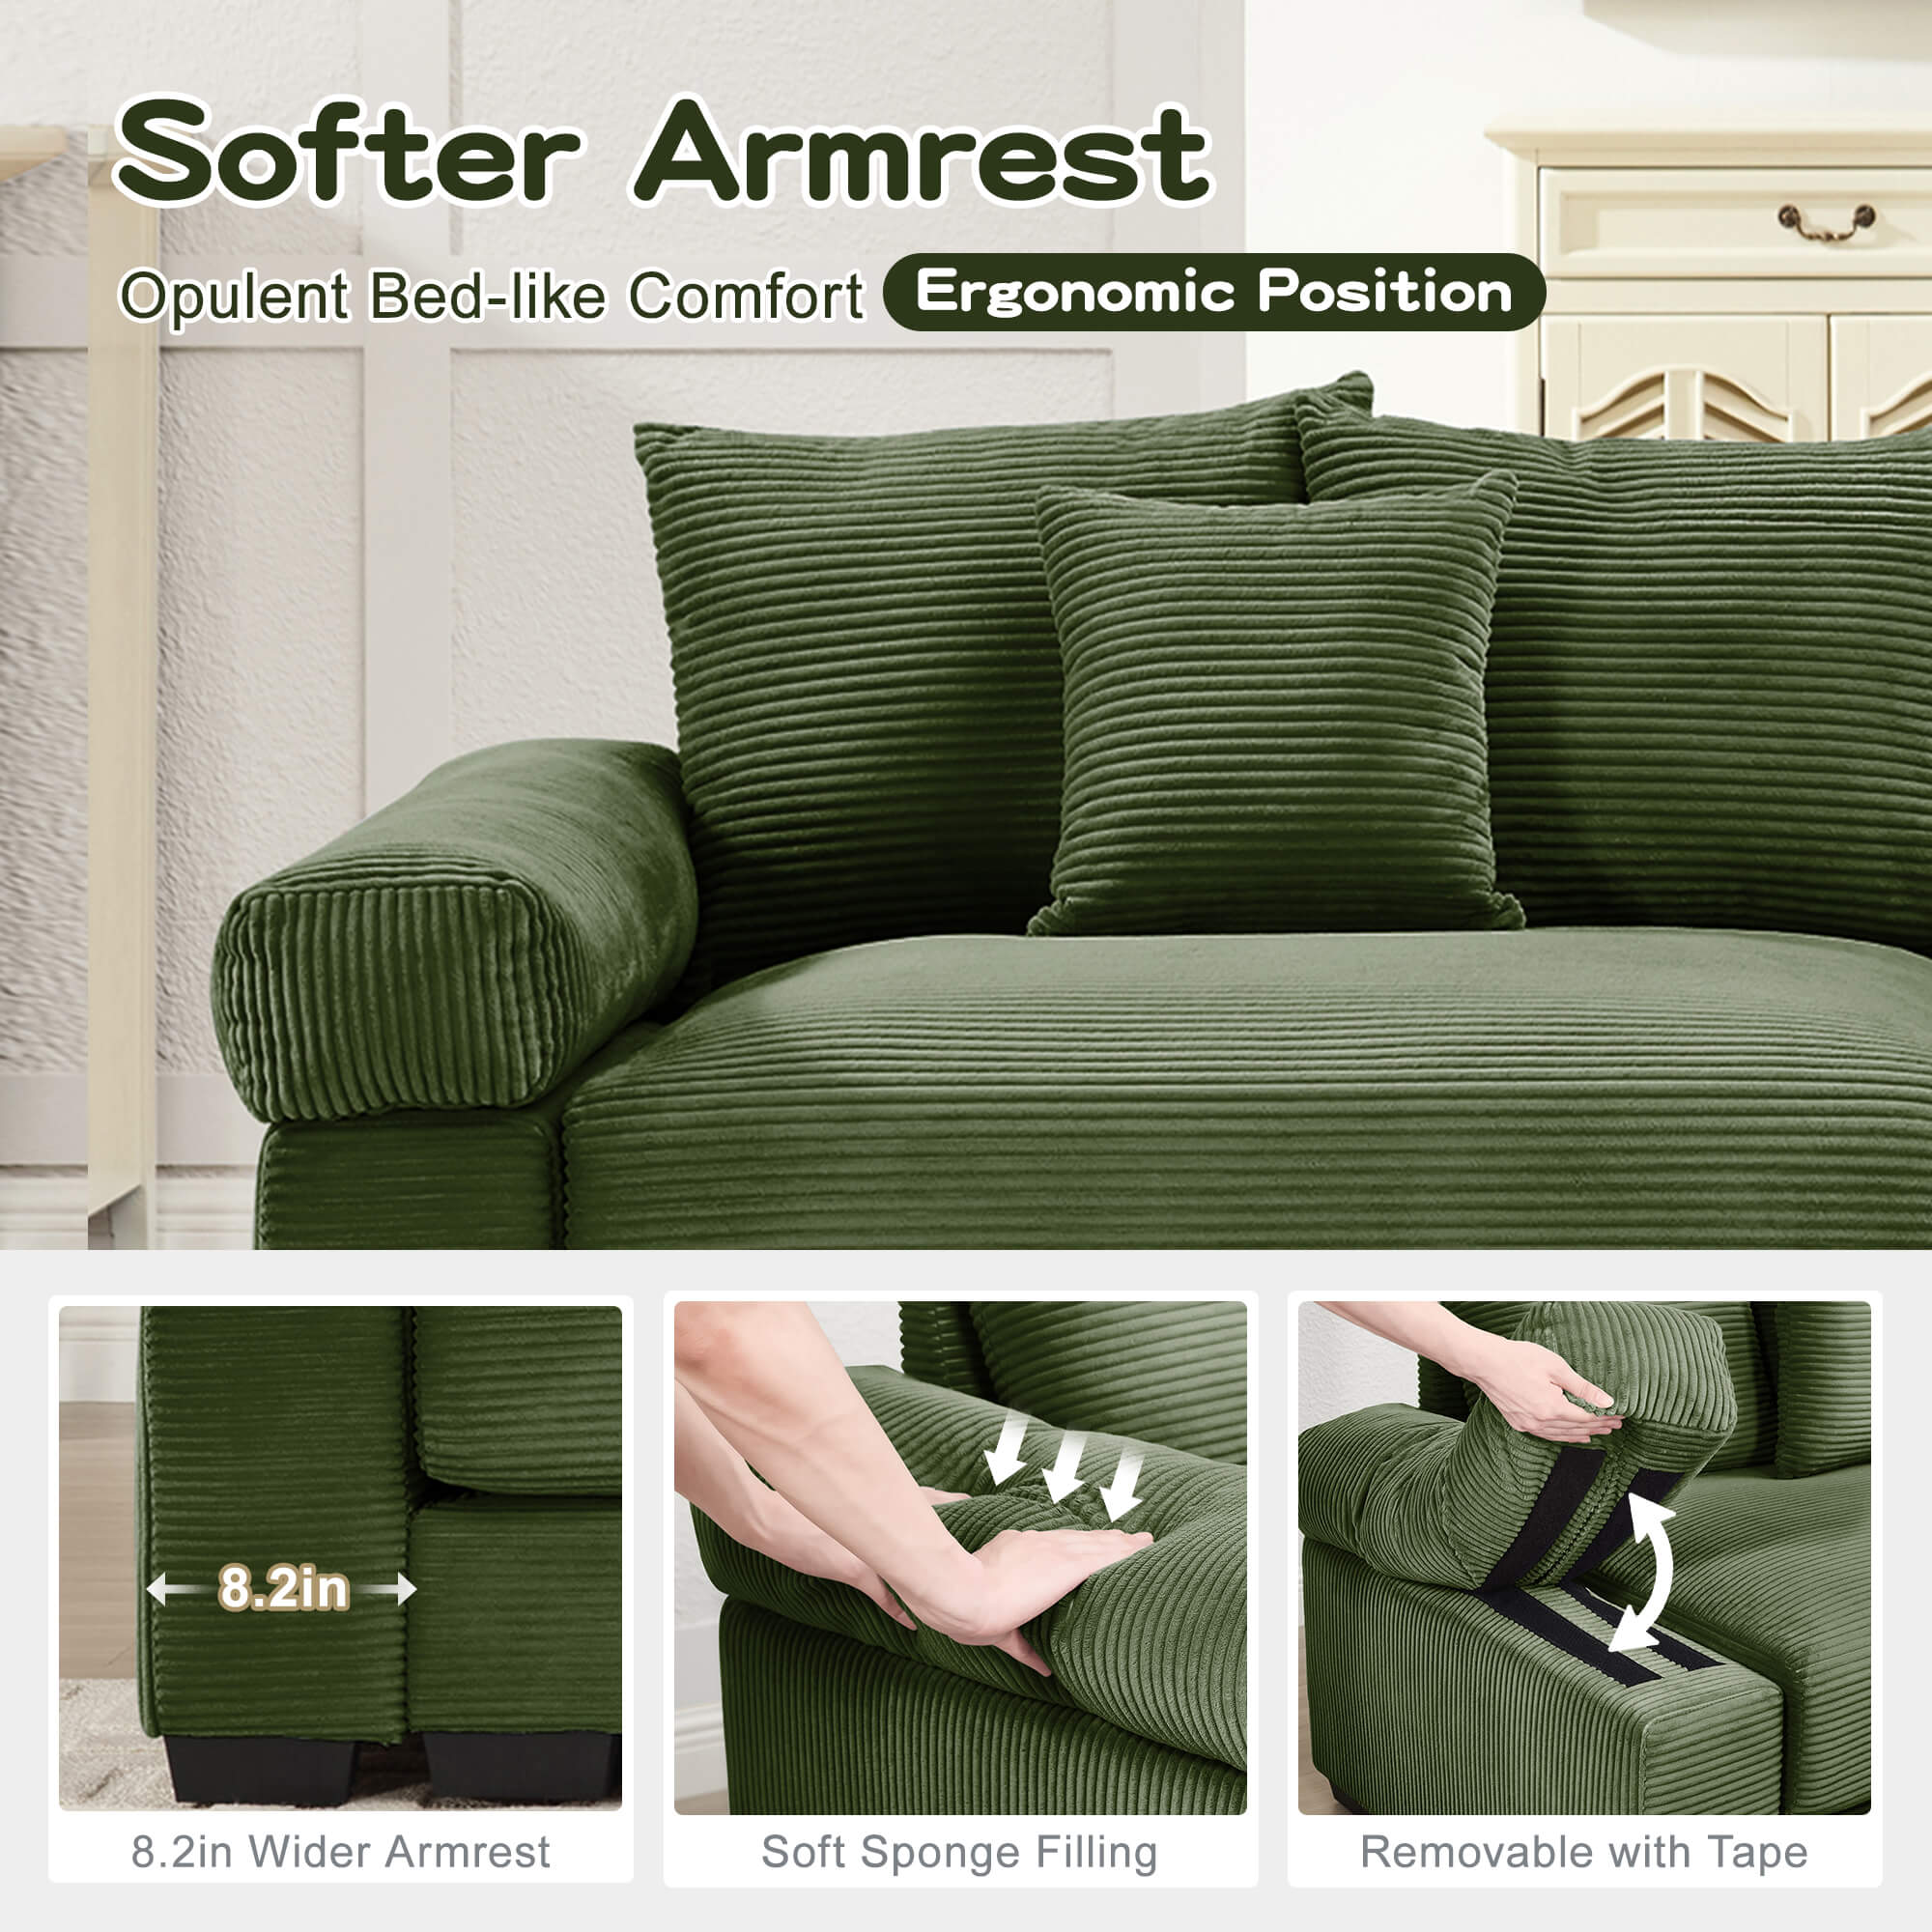 Softer Armrest
Opulent Bed-like Comfort Ergonomic Position
8.2in
8.2in Wider Armrest
Soft Sponge Filling
Removable with Tape